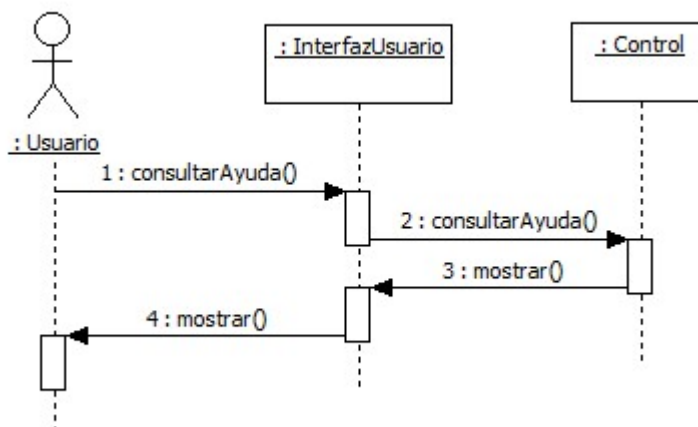 : InterfazUsuario
: Control
: Usuario
1 : consultarAyuda()
2 : consultarAyuda()
3 : mostrar()
4 : mostrar()